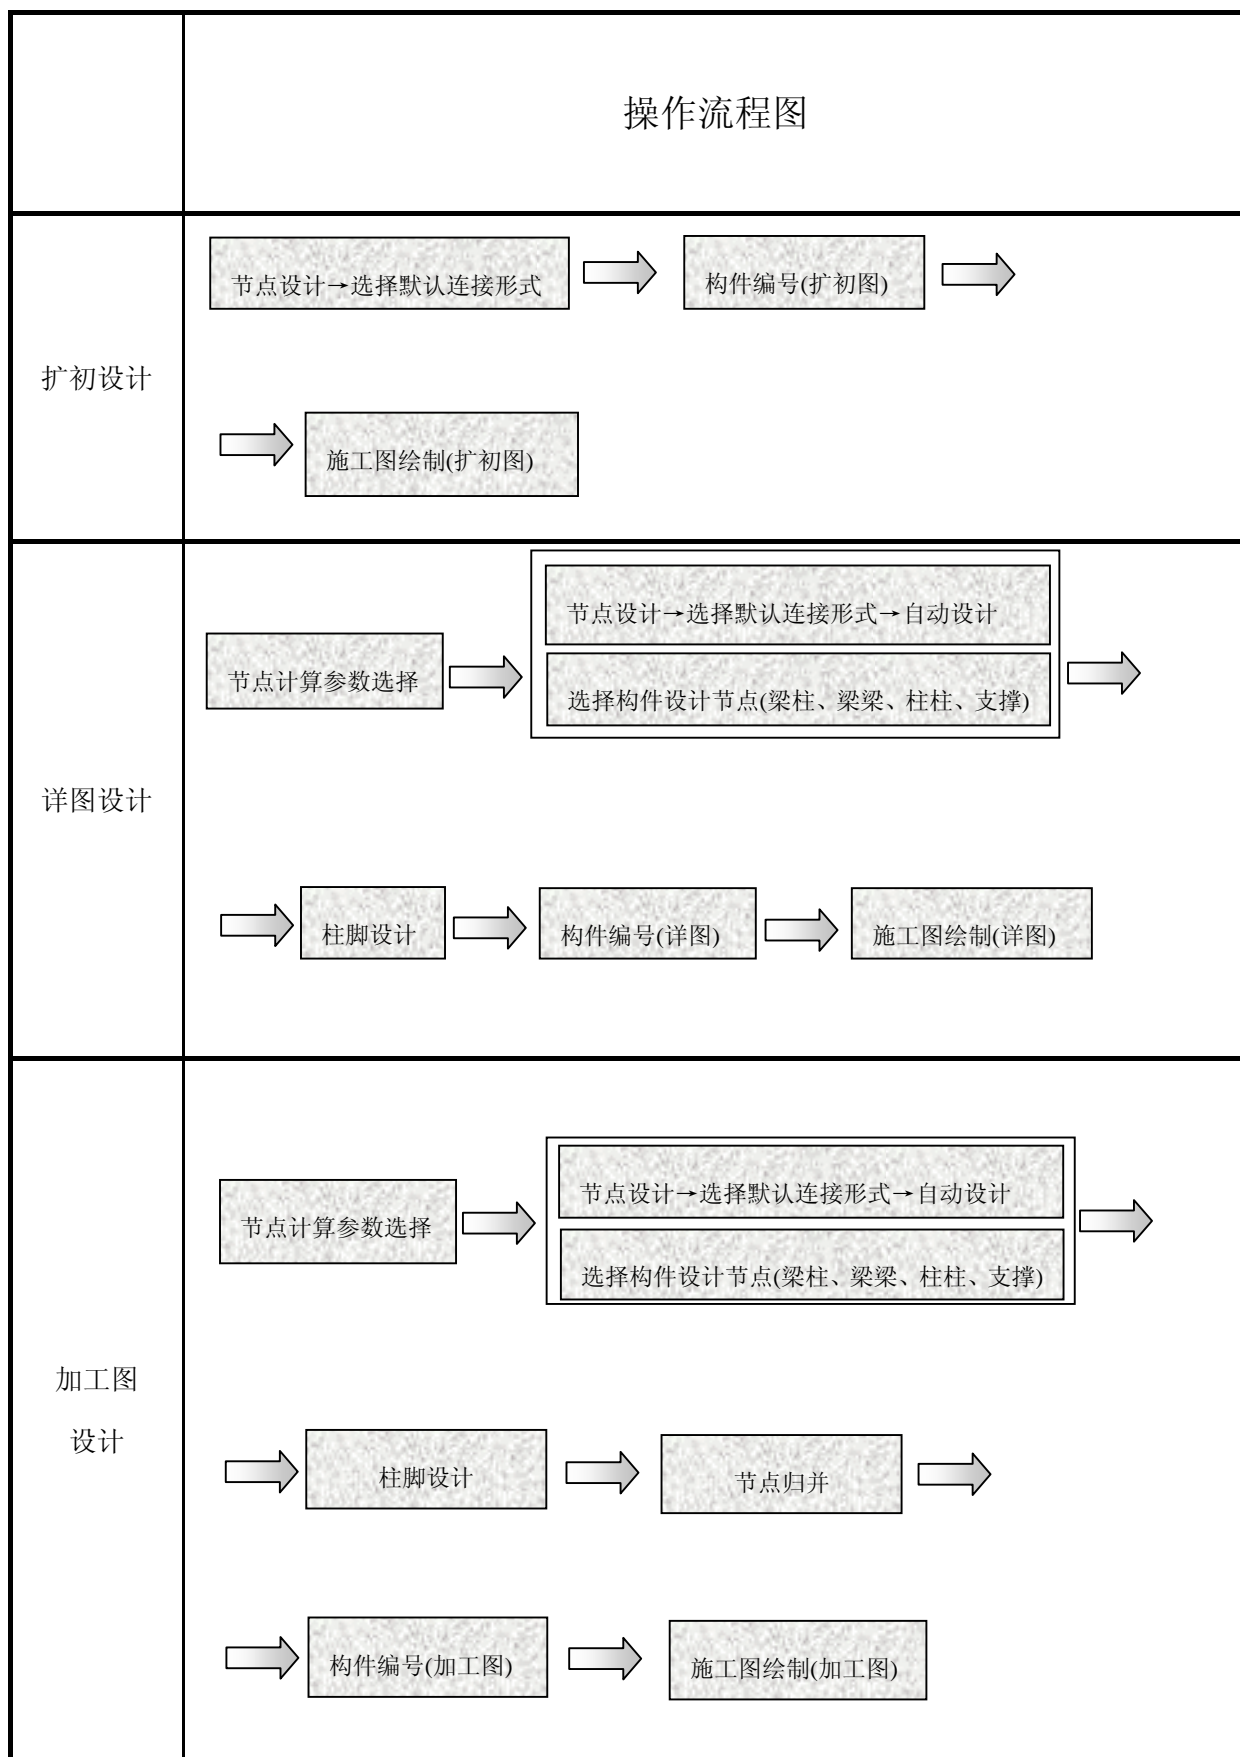 操作流程图
扩初设计
节点设计→选择默认连接形式
构件编号(扩初图)
施工图绘制(扩初图)
详图设计
节点计算参数选择
节点设计→选择默认连接形式→自动设计
选择构件设计节点(梁柱、梁梁、柱柱、支撑)
柱脚设计
构件编号(详图)
施工图绘制(详图)
加工图
设计
节点计算参数选择
节点设计→选择默认连接形式→自动设计
选择构件设计节点(梁柱、梁梁、柱柱、支撑)
柱脚设计
节点归并
构件编号(加工图)
施工图绘制(加工图)